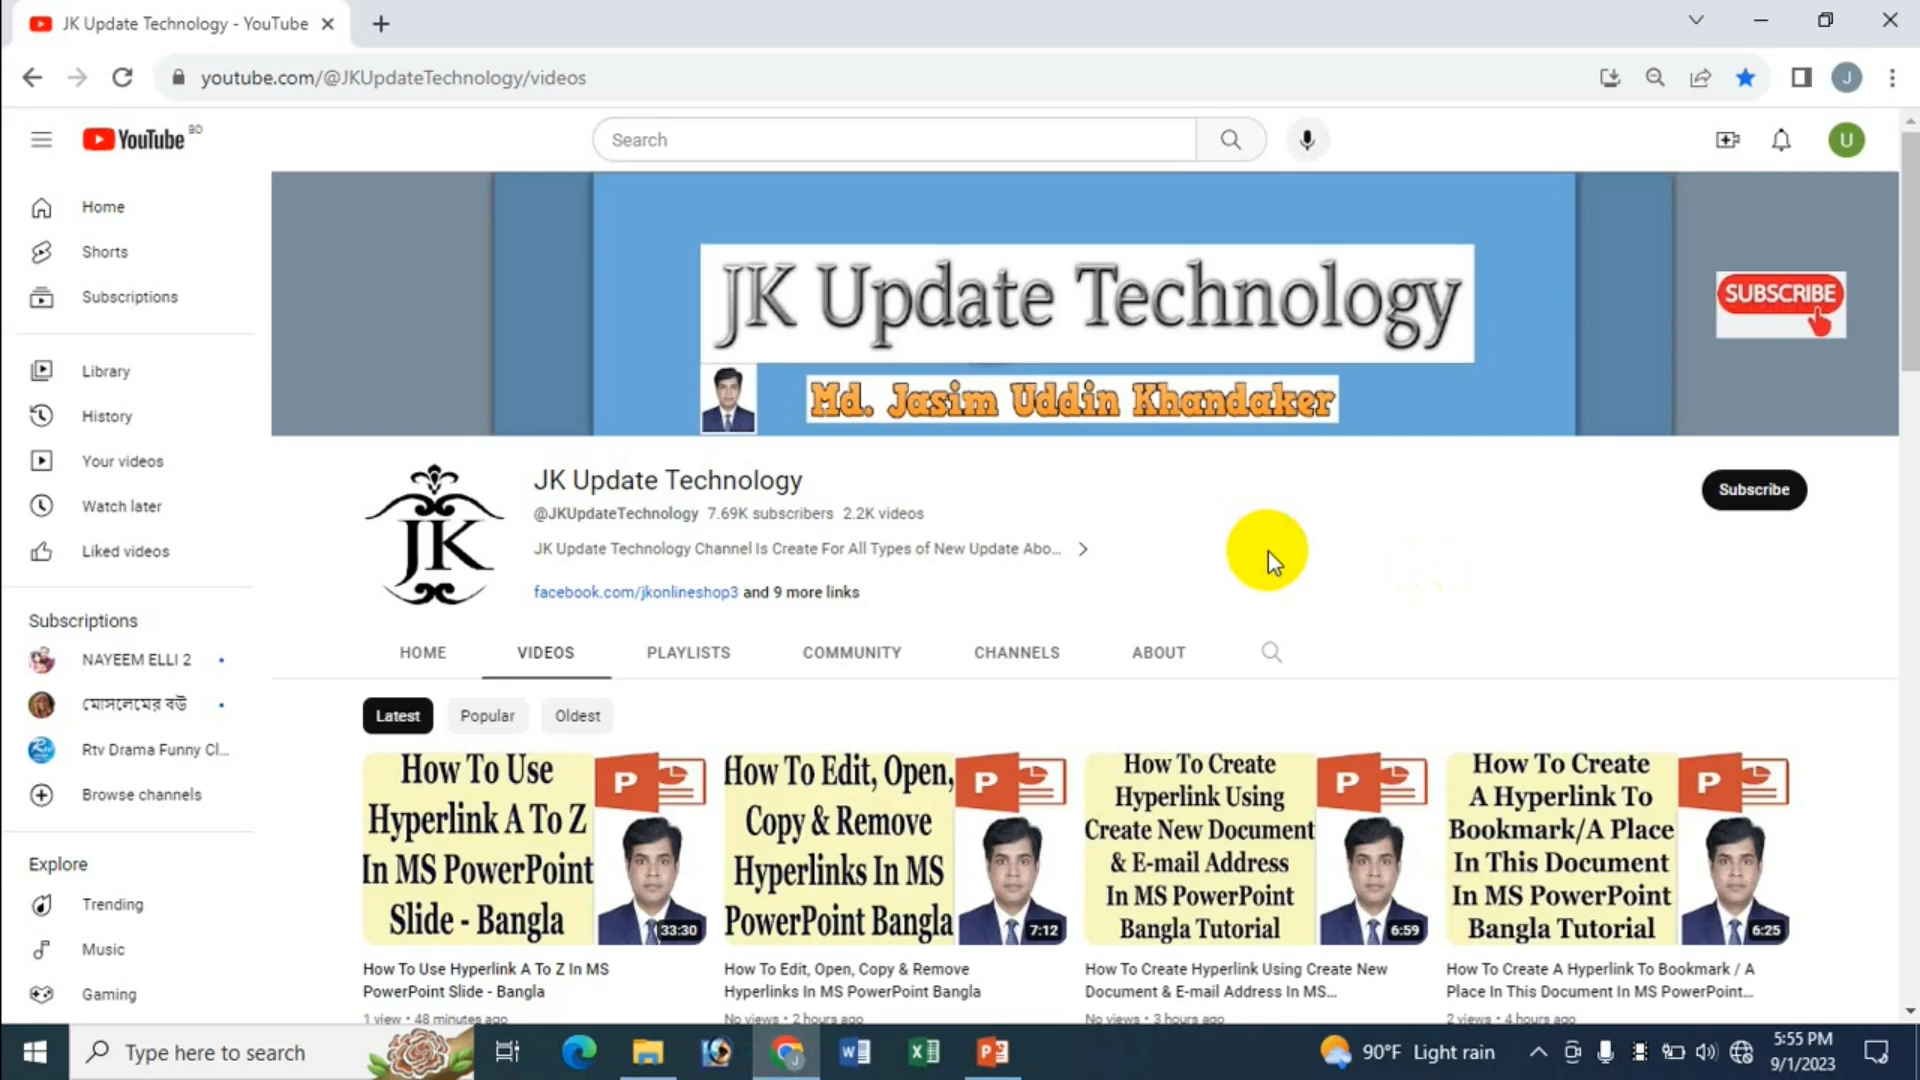 JK Update Technology - YouTube
youtube.com/@JKUpdateTechnology/videos
J
YouTube BD
Search
U
Home
Shorts
Subscriptions
Library
History
Your videos
Watch later
Liked videos
Subscriptions
NAYEEM ELLI 2
মোসলেমের বউ
Rtv Drama Funny Cl...
Browse channels
Explore
Trending
Music
Gaming
JK Update Technology
Md. Jasim Uddin Khandaker
SUBSCRIBE
JK
JK Update Technology
@JKUpdateTechnology 7.69K subscribers 2.2K videos
JK Update Technology Channel Is Create For All Types of New Update Abo...
facebook.com/jkonlineshop3 and 9 more links
Subscribe
HOME VIDEOS PLAYLISTS COMMUNITY CHANNELS ABOUT
Latest Popular Oldest
How To Use
Hyperlink A To Z
In MS PowerPoint
Slide - Bangla
P
33:30
How To Edit, Open,
Copy & Remove
Hyperlinks In MS
PowerPoint Bangla
P
7:12
How To Create
Hyperlink Using
Create New Document
& E-mail Address
In MS PowerPoint
Bangla Tutorial
P
6:59
How To Create
A Hyperlink To
Bookmark/A Place
In This Document
In MS PowerPoint
Bangla Tutorial
P
6:25
How To Use Hyperlink A To Z In MS
PowerPoint Slide - Bangla
1 view • 48 minutes ago
How To Edit, Open, Copy & Remove
Hyperlinks In MS PowerPoint Bangla
No views • 2 hours ago
How To Create Hyperlink Using Create New
Document & E-mail Address In MS...
No views • 3 hours ago
How To Create A Hyperlink To Bookmark / A
Place In This Document In MS PowerPoint...
2 views • 4 hours ago
Type here to search
90°F Light rain
5:55 PM
9/1/2023